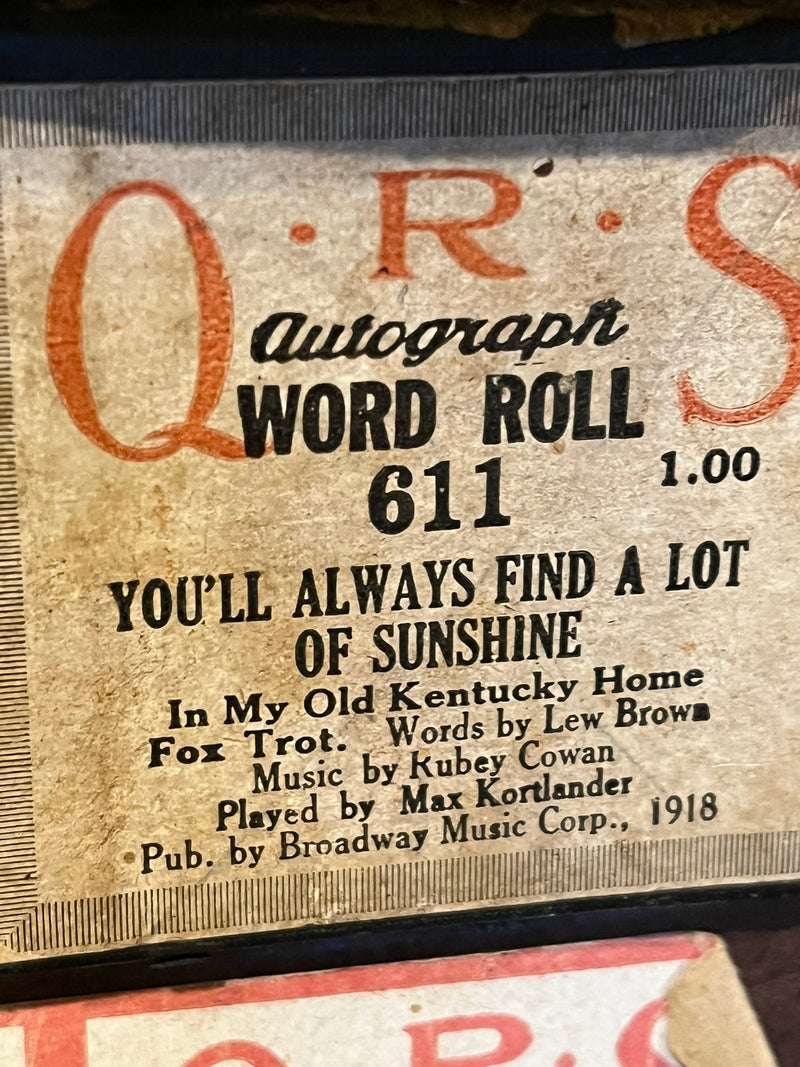 Q·R·S
Autograph
WORD ROLL
611 1.00
YOU'LL ALWAYS FIND A LOT
OF SUNSHINE
In My Old Kentucky Home
Fox Trot. Words by Lew Brown
Music by Rubey Cowan
Played by Max Kortlander
Pub. by Broadway Music Corp., 1918
R·S